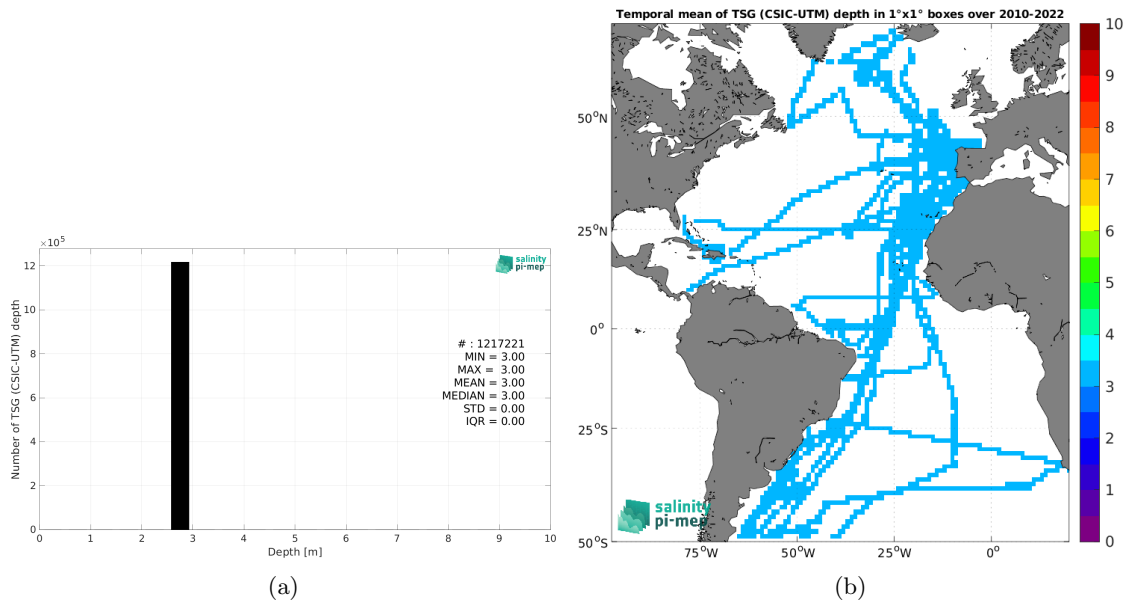 ×10⁵
12
10
8
6
4
2
0
0 1 2 3 4 5 6 7 8 9 10
Number of TSG (CSIC-UTM) depth
Depth [m]
salinity
pi-mep
# : 1217221
MIN = 3.00
MAX = 3.00
MEAN = 3.00
MEDIAN = 3.00
STD = 0.00
IQR = 0.00
(a)
Temporal mean of TSG (CSIC-UTM) depth in 1°x1° boxes over 2010-2022
50°N
25°N
0°
25°S
50°S
75°W 50°W 25°W 0°
salinity
pi-mep
10
9
8
7
6
5
4
3
2
1
0
(b)